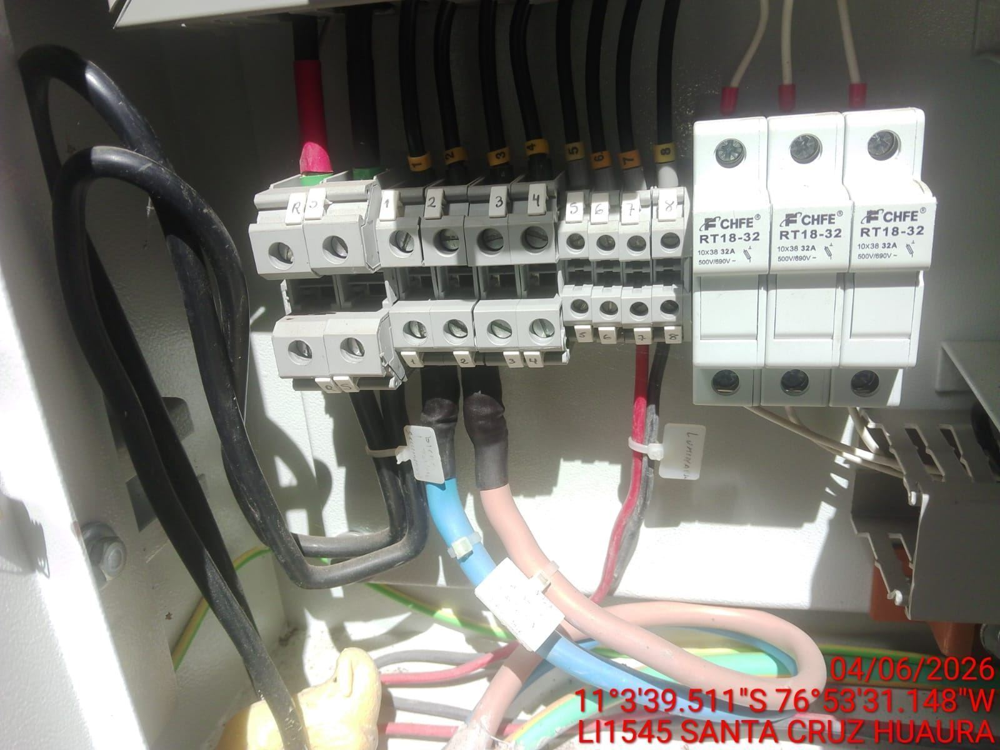 1 2 3 4 5 6 7 8
R S 1 2 3 4 5 6 7 8
CHFE® CHFE® CHFE®
RT18-32 RT18-32 RT18-32
10X38 32A 10X38 32A 10X38 32A
500V/690V~ 500V/690V~ 500V/690V~
R S 1 2 3 4 5 6 7 8
04/06/2026
11°3'39.511"S 76°53'31.148"W
LI1545 SANTA CRUZ HUAURA